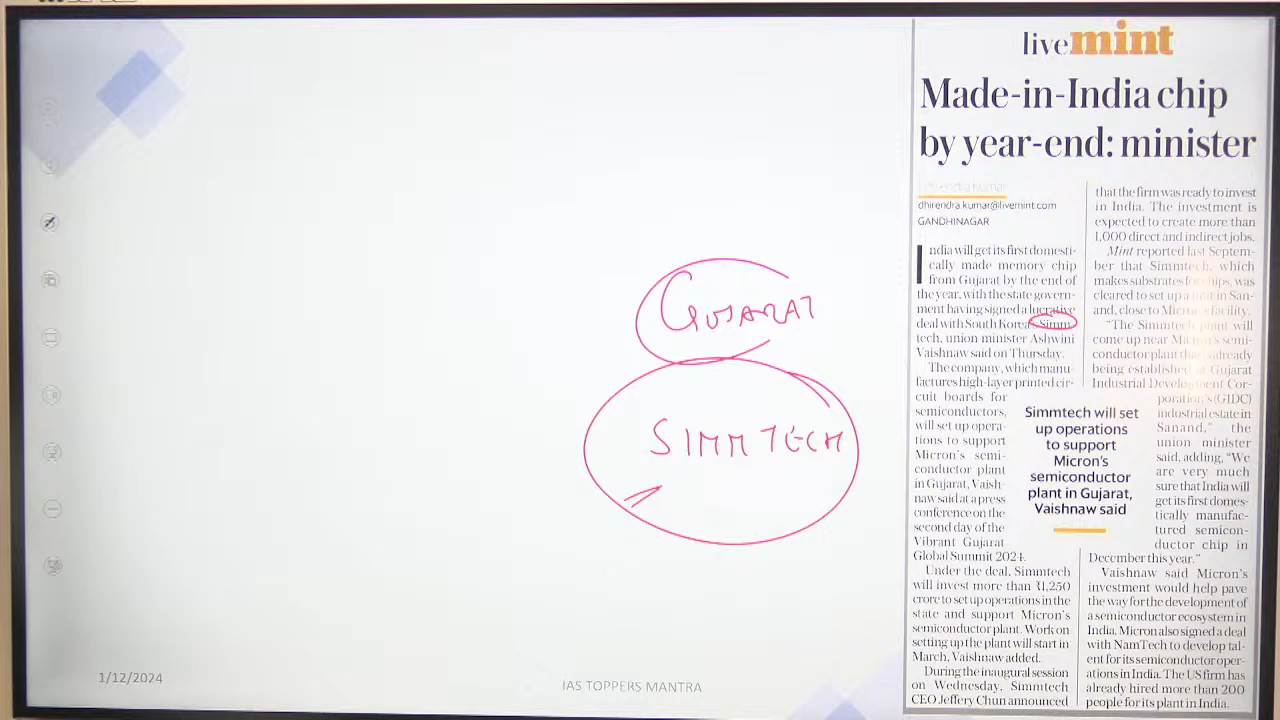 GUJARAT
SIMMTECH
1/12/2024
IAS TOPPERS MANTRA
livemint
Made-in-India chip
by year-end: minister
dhirendra.kumar@livemint.com
GANDHINAGAR
India will get its first domesti-
cally made memory chip
from Gujarat by the end of
the year, with the state govern-
ment having signed a lucrative
deal with South Korea's Simm
tech, union minister Ashwini
Vaishnaw said on Thursday.
The company, which manu-
factures high-layer printed cir-
cuit boards for
semiconductors,
will set up opera-
tions to support
Micron's semi-
conductor plant
in Gujarat, Vaish-
naw said at a press
conference on the
second day of the
Vibrant Gujarat
Global Summit 2024.
Under the deal, Simmtech
will invest more than ₹1,250
crore to set up operations in the
state and support Micron's
semiconductor plant. Work on
setting up the plant will start in
March, Vaishnaw added.
During the inaugural session
on Wednesday, Simmtech
CEO Jeffery Chun announced
that the firm was ready to invest
in India. The investment is
expected to create more than
1,000 direct and indirect jobs.
Mint reported last Septem-
ber that Simmtech, which
makes substrates for chips, was
cleared to set up a unit in San-
and, close to Micron's facility.
"The Simmtech plant will
come up near Micron's semi-
conductor plant that is already
being established at Gujarat
Industrial Development Cor-
poration's (GIDC)
industrial estate in
Sanand," the
union minister
said, adding, "We
are very much
sure that India will
get its first domes-
tically manufac-
tured semicon-
ductor chip in
December this year."
Vaishnaw said Micron's
investment would help pave
the way for the development of
a semiconductor ecosystem in
India. Micron also signed a deal
with NamTech to develop tal-
ent for its semiconductor oper-
ations in India. The US firm has
already hired more than 200
people for its plant in India.
Simmtech will set
up operations
to support
Micron's
semiconductor
plant in Gujarat,
Vaishnaw said